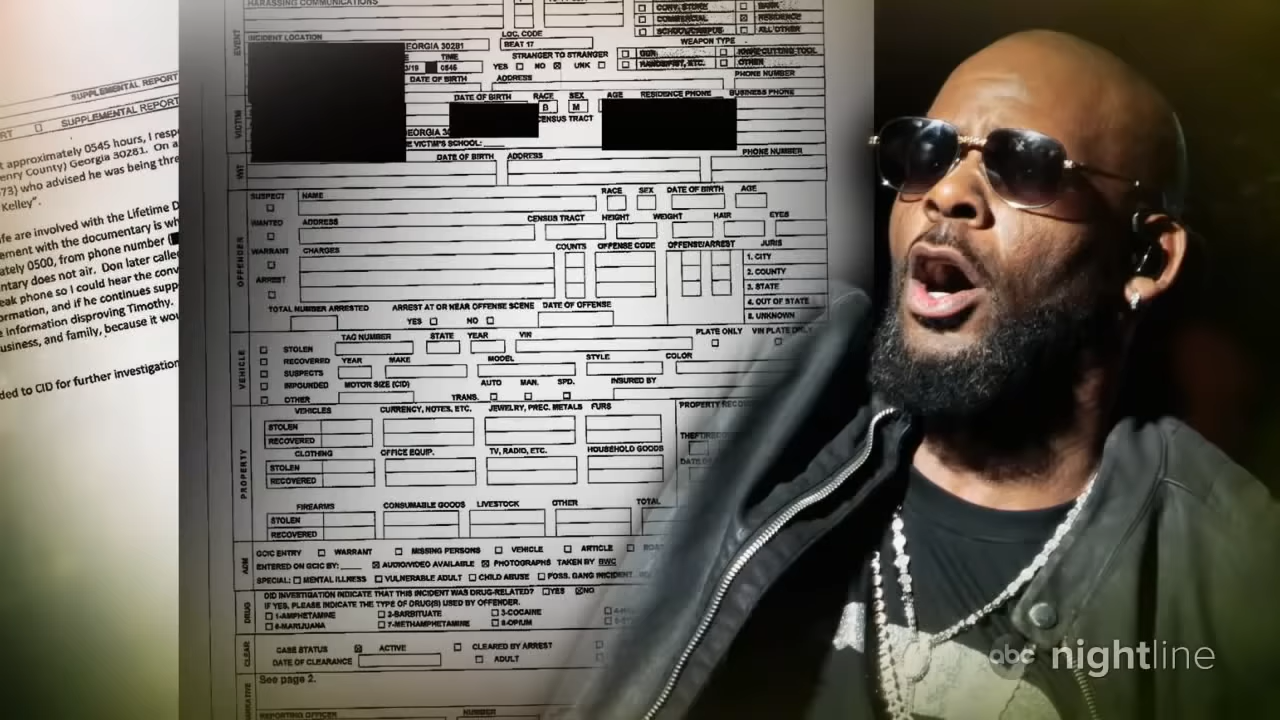 SUPPLEMENTAL REPORT
SUPPLEMENTAL REPORT
t approximately 0545 hours, I resp
enry County) Georgia 30281. On a
73) who advised he was being thre
Kelley".
ife are involved with the Lifetime D
ement with the documentary is wh
ately 0500, from phone number (
ntary does not air. Don later calle
eak phone so I could hear the conv
ormation, and if he continues supp
e information disproving Timothy.
usiness, and family, because it wou
ded to CID for further investigation
HARASSING COMMUNICATIONS
CONV. STORE BANK
COMMERCIAL RESIDENCE
SCHOOL/CAMPUS ALL OTHER
EVENT
INCIDENT LOCATION
LOC. CODE
WEAPON TYPE
GEORGIA 30281
BEAT 17
GUN KNIFE/CUTTING TOOL
TIME
STRANGER TO STRANGER
/19 0545
YES NO UNK
HANDS/FIST, ETC. OTHER
DATE OF BIRTH ADDRESS PHONE NUMBER
VICTIM
DATE OF BIRTH RACE SEX AGE RESIDENCE PHONE BUSINESS PHONE
B M
CENSUS TRACT
GEORGIA 30
E VICTIM'S SCHOOL:
WIT
DATE OF BIRTH ADDRESS PHONE NUMBER
OFFENDER
SUSPECT NAME RACE SEX DATE OF BIRTH AGE
WANTED ADDRESS CENSUS TRACT HEIGHT WEIGHT HAIR EYES
WARRANT CHARGES COUNTS OFFENSE CODE OFFENSE/ARREST JURIS
1. CITY
2. COUNTY
ARREST
3. STATE
4. OUT OF STATE
5. UNKNOWN
TOTAL NUMBER ARRESTED ARREST AT OR NEAR OFFENSE SCENE DATE OF OFFENSE
YES NO
VEHICLE
STOLEN TAG NUMBER STATE YEAR VIN PLATE ONLY VIN PLATE ONLY
RECOVERED YEAR MAKE MODEL STYLE COLOR
SUSPECTS
IMPOUNDED MOTOR SIZE (CID) AUTO MAN. SPD. INSURED BY
OTHER TRANS.
PROPERTY
VEHICLES CURRENCY, NOTES, ETC. JEWELRY, PREC. METALS FURS PROPERTY RECO
STOLEN
RECOVERED
CLOTHING OFFICE EQUIP. TV, RADIO, ETC. HOUSEHOLD GOODS
STOLEN
RECOVERED
FIREARMS CONSUMABLE GOODS LIVESTOCK OTHER TOTAL
STOLEN
RECOVERED
ADM
GCIC ENTRY WARRANT MISSING PERSONS VEHICLE ARTICLE
ENTERED ON GCIC BY: AUDIO/VIDEO AVAILABLE PHOTOGRAPHS TAKEN BY BWC
SPECIAL: MENTAL ILLNESS VULNERABLE ADULT CHILD ABUSE POSS. GANG INCIDENT
DRUG
DID INVESTIGATION INDICATE THAT THIS INCIDENT WAS DRUG-RELATED? YES NO
IF YES, PLEASE INDICATE THE TYPE OF DRUG(S) USED BY OFFENDER.
1-AMPHETAMINE 2-BARBITUATE 3-COCAINE
6-MARIJUANA 7-METHAMPHETAMINE 8-OPIUM
CLEAR
CASE STATUS ACTIVE CLEARED BY ARREST
DATE OF CLEARANCE ADULT
See page 2.
REPORTING OFFICER NUMBER
abc nightline